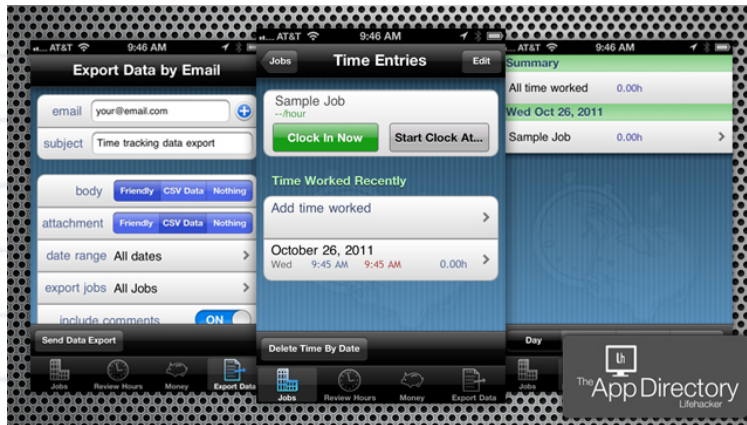 AT&T 9:46 AM
Export Data by Email
email your@email.com
subject Time tracking data export
body Friendly CSV Data Nothing
attachment Friendly CSV Data Nothing
date range All dates
export jobs All Jobs
include comments ON
Send Data Export
Jobs Review Hours Money Export Data
AT&T 9:46 AM
Jobs Time Entries Edit
Sample Job
--/hour
Clock In Now Start Clock At...
Time Worked Recently
Add time worked
October 26, 2011
Wed 9:45 AM 9:45 AM 0.00h
Delete Time By Date
Jobs Review Hours Money Export Data
AT&T 9:46 AM
Summary
All time worked 0.00h
Wed Oct 26, 2011
Sample Job 0.00h
Day
Jobs
Lh
The App Directory
Lifehacker